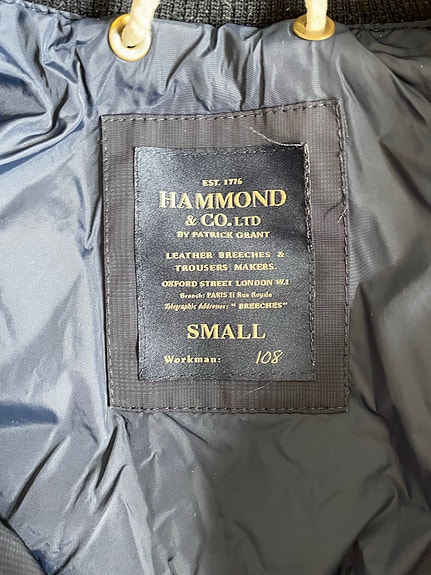 EST. 1776
HAMMOND
& CO. LTD
BY PATRICK GRANT
LEATHER BREECHES &
TROUSERS MAKERS.
OXFORD STREET LONDON W.1
Branch: PARIS 11 Rue Royale
Telegraphic Addresses; "BREECHES"
SMALL
Workman: 108